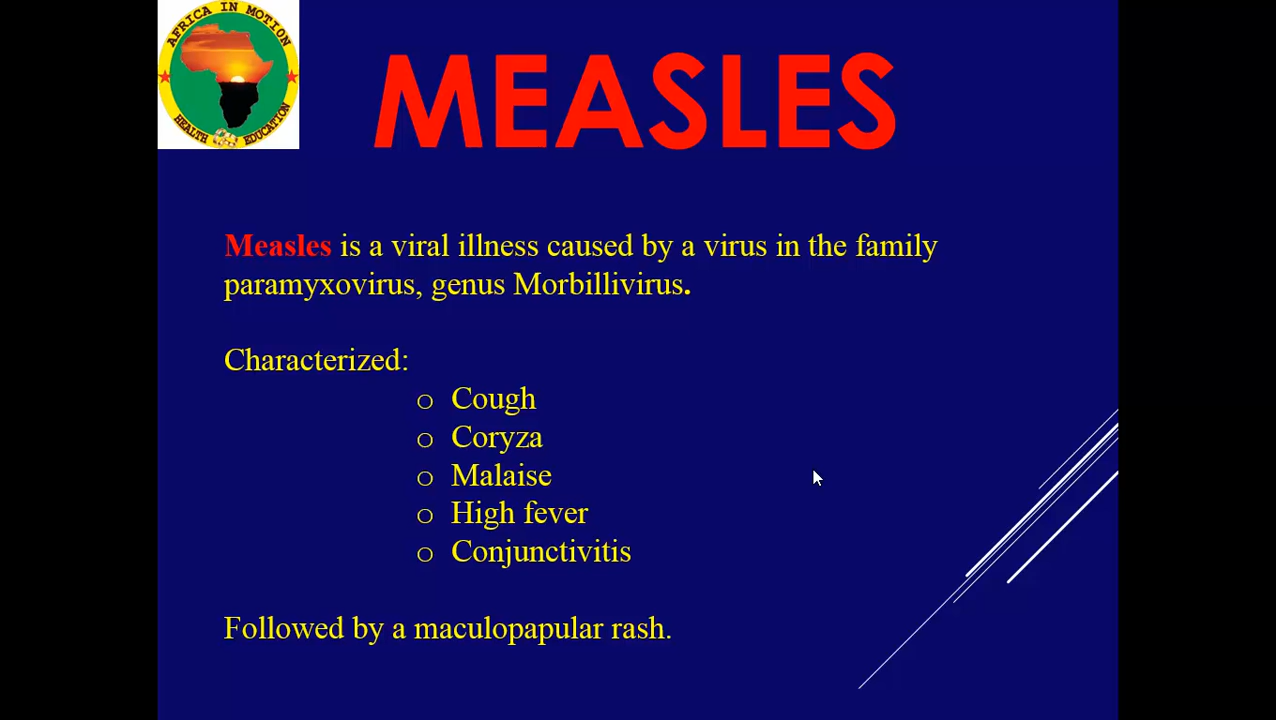 AFRICA IN MOTION
HEALTH EDUCATION
MEASLES
Measles is a viral illness caused by a virus in the family
paramyxovirus, genus Morbillivirus.
Characterized:
o Cough
o Coryza
o Malaise
o High fever
o Conjunctivitis
Followed by a maculopapular rash.